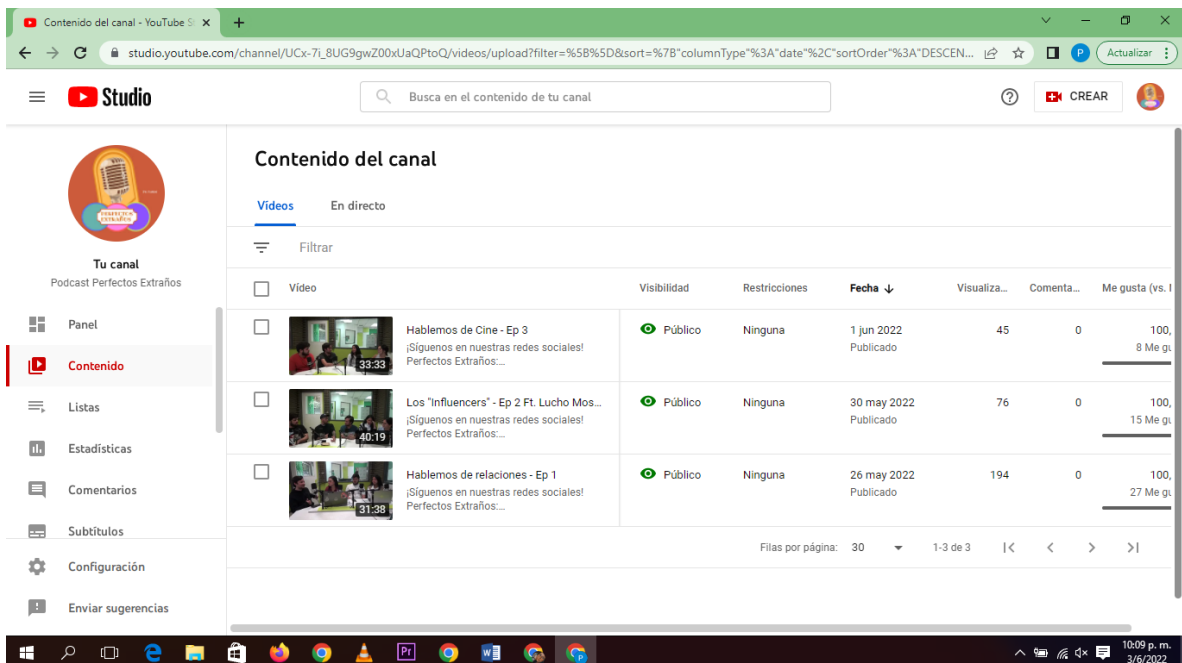 Contenido del canal - YouTube S
studio.youtube.com/channel/UCx-7i_8UG9gwZ00xUaQPtoQ/videos/upload?filter=%5B%5D&sort=%7B"columnType"%3A"date"%2C"sortOrder"%3A"DESCEN...
P
Actualizar
Studio
Busca en el contenido de tu canal
CREAR
PERFECTOS
EXTRAÑOS
Tu canal
Podcast Perfectos Extraños
Panel
Contenido
Listas
Estadísticas
Comentarios
Subtítulos
Configuración
Enviar sugerencias
Contenido del canal
Vídeos En directo
Filtrar
Vídeo Visibilidad Restricciones Fecha Visualiza... Comenta... Me gusta (vs. I
Hablemos de Cine - Ep 3 Público Ninguna 1 jun 2022 45 0 100,
¡Síguenos en nuestras redes sociales! Publicado 8 Me gu
33:33 Perfectos Extraños:...
Los "Influencers" - Ep 2 Ft. Lucho Mos... Público Ninguna 30 may 2022 76 0 100,
¡Síguenos en nuestras redes sociales! Publicado 15 Me gu
40:19 Perfectos Extraños:...
Hablemos de relaciones - Ep 1 Público Ninguna 26 may 2022 194 0 100,
¡Síguenos en nuestras redes sociales! Publicado 27 Me gu
31:38 Perfectos Extraños:...
Filas por página: 30 1-3 de 3
Pr
W
P
10:09 p. m.
3/6/2022